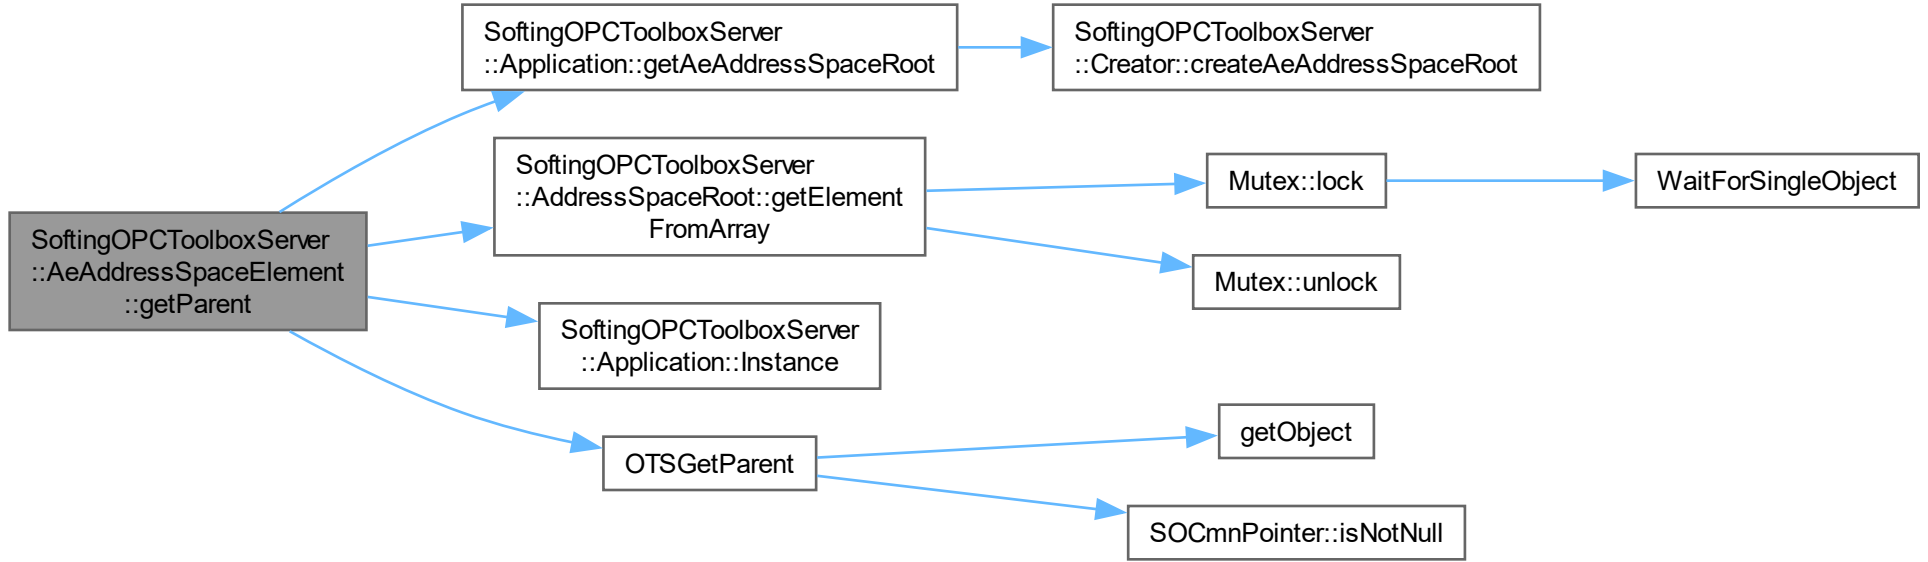 SoftingOPCToolboxServer
::AeAddressSpaceElement
::getParent
SoftingOPCToolboxServer
::Application::getAeAddressSpaceRoot
SoftingOPCToolboxServer
::Creator::createAeAddressSpaceRoot
SoftingOPCToolboxServer
::AddressSpaceRoot::getElement
FromArray
Mutex::lock
WaitForSingleObject
Mutex::unlock
SoftingOPCToolboxServer
::Application::Instance
OTSGetParent
getObject
SOCmnPointer::isNotNull